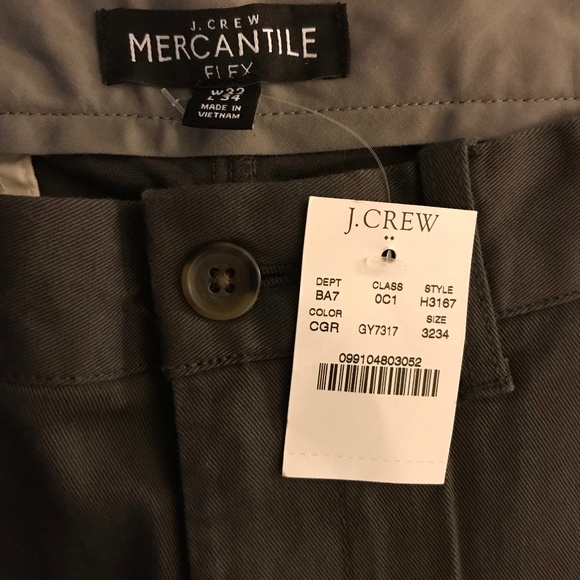 J.CREW
MERCANTILE
FLEX
W32
L 34
MADE IN
VIETNAM
J.CREW
DEPT CLASS STYLE
BA7 0C1 H3167
COLOR SIZE
CGR GY7317 3234
099104803052